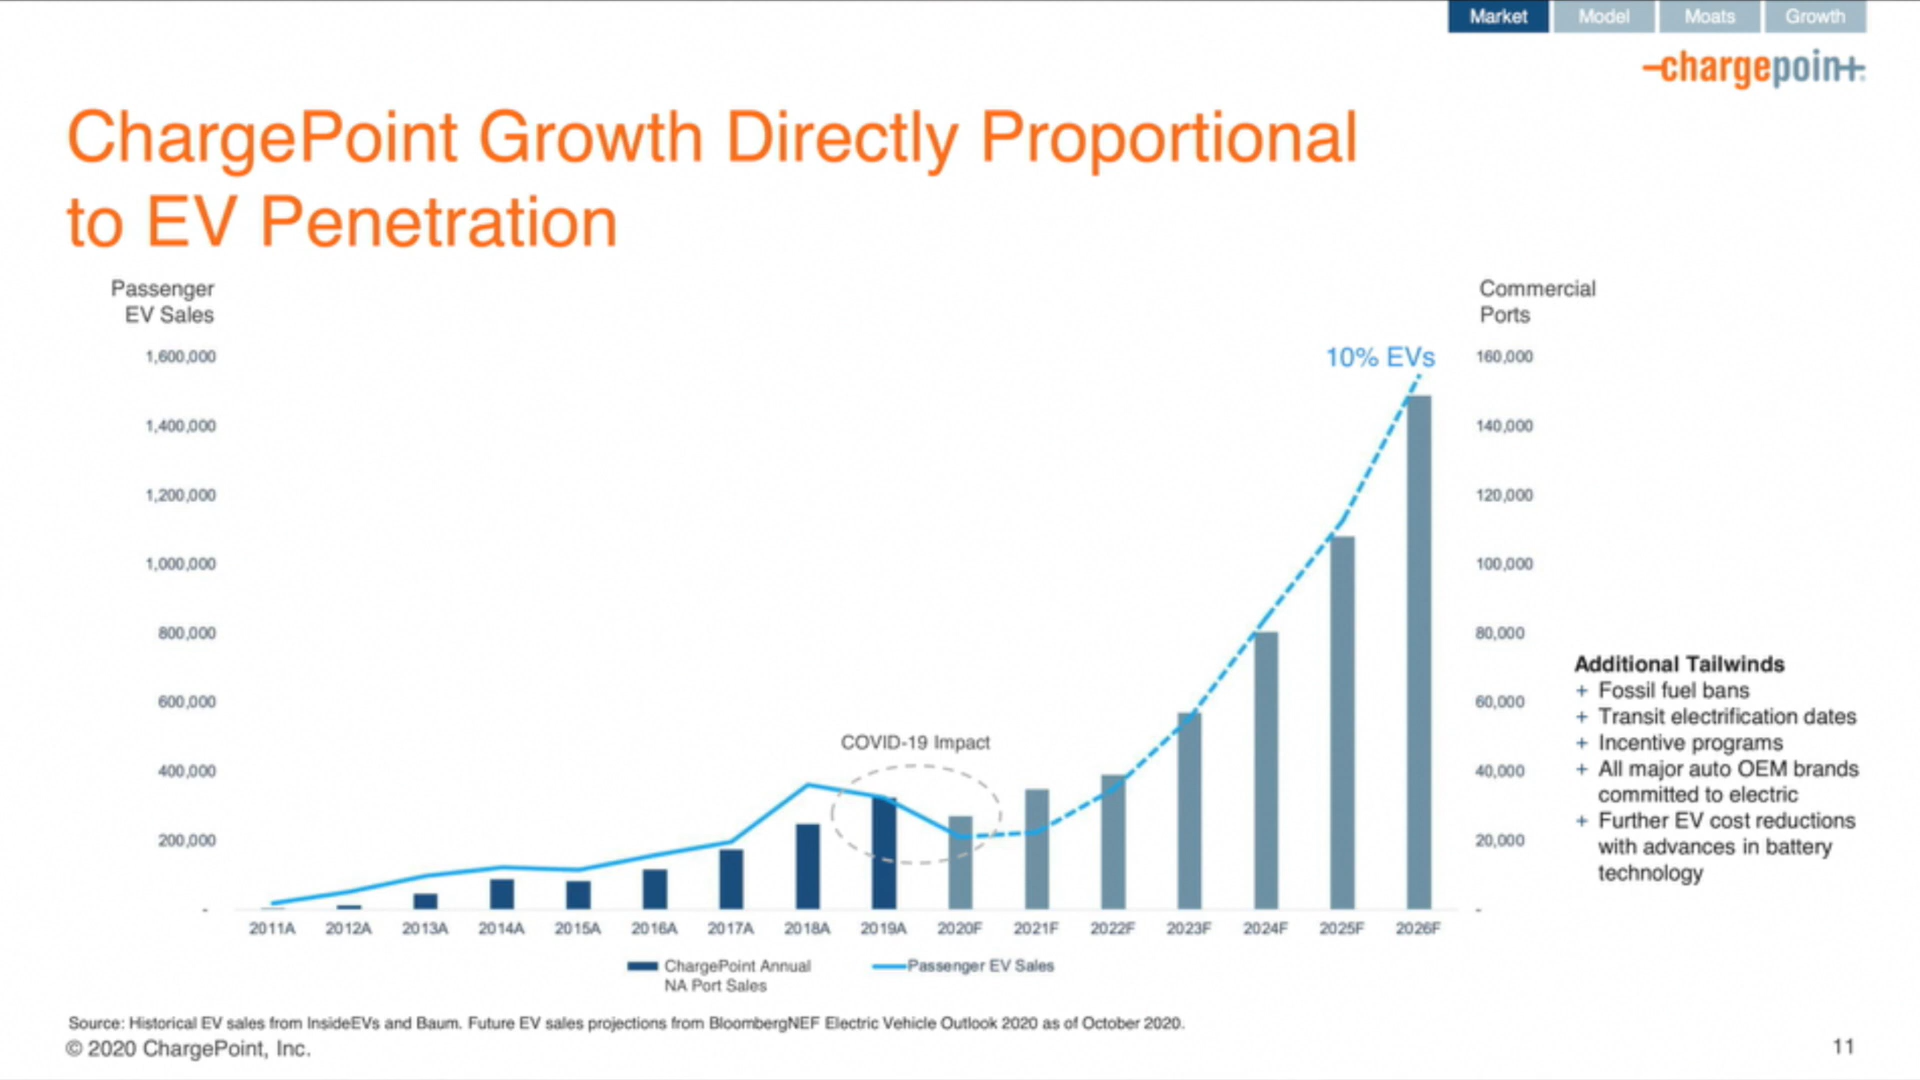 Market Model Moats Growth
chargepoint
ChargePoint Growth Directly Proportional
to EV Penetration
Passenger
EV Sales
Commercial
Ports
10% EVs
1,600,000
160,000
1,400,000
140,000
1,200,000
120,000
1,000,000
100,000
800,000
80,000
600,000
60,000
400,000
40,000
200,000
20,000
-
-
COVID-19 Impact
Additional Tailwinds
+ Fossil fuel bans
+ Transit electrification dates
+ Incentive programs
+ All major auto OEM brands
committed to electric
+ Further EV cost reductions
with advances in battery
technology
2011A 2012A 2013A 2014A 2015A 2016A 2017A 2018A 2019A 2020F 2021F 2022F 2023F 2024F 2025F 2026F
ChargePoint Annual
NA Port Sales
Passenger EV Sales
Source: Historical EV sales from InsideEVs and Baum. Future EV sales projections from BloombergNEF Electric Vehicle Outlook 2020 as of October 2020.
© 2020 ChargePoint, Inc.
11